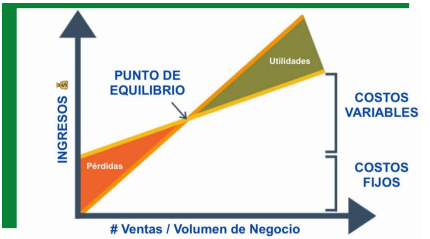 PUNTO DE
EQUILIBRIO
Utilidades
COSTOS
VARIABLES
INGRESOS
Pérdidas
COSTOS
FIJOS
# Ventas / Volumen de Negocio